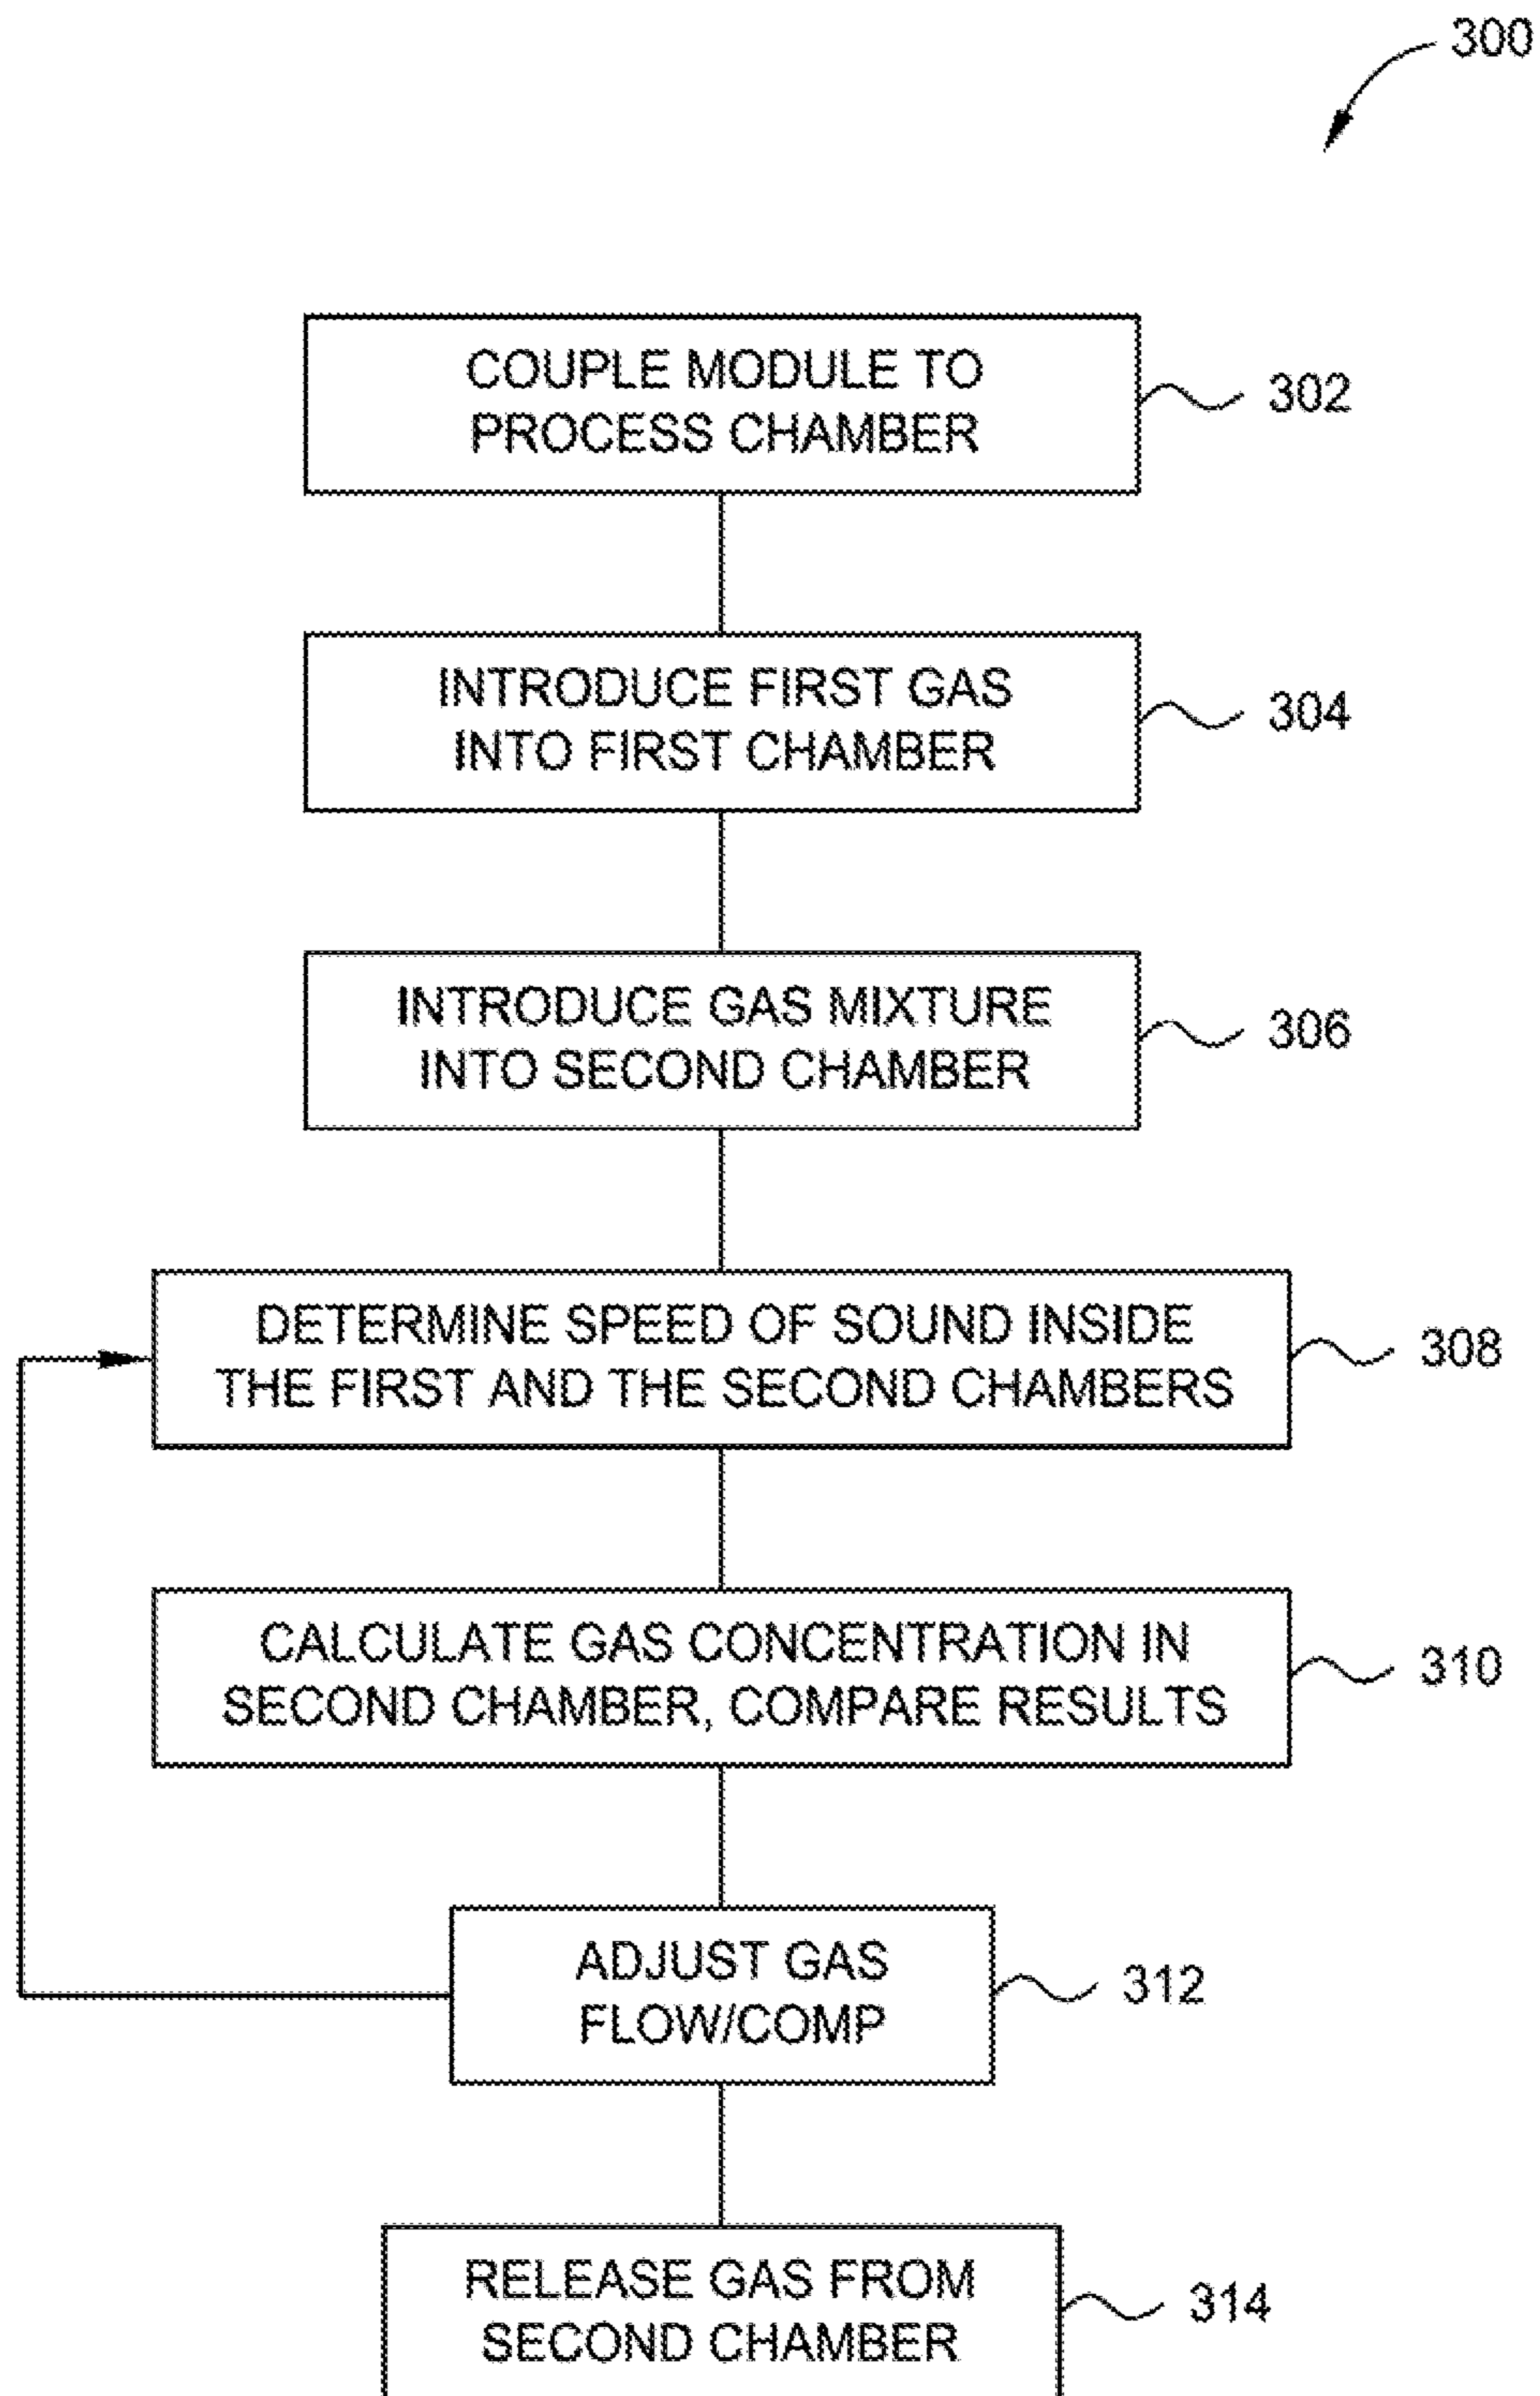 300
COUPLE MODULE TO
PROCESS CHAMBER
302
INTRODUCE FIRST GAS
INTO FIRST CHAMBER
304
INTRODUCE GAS MIXTURE
INTO SECOND CHAMBER
306
DETERMINE SPEED OF SOUND INSIDE
THE FIRST AND THE SECOND CHAMBERS
308
CALCULATE GAS CONCENTRATION IN
SECOND CHAMBER, COMPARE RESULTS
310
ADJUST GAS
FLOW/COMP
312
RELEASE GAS FROM
SECOND CHAMBER
314